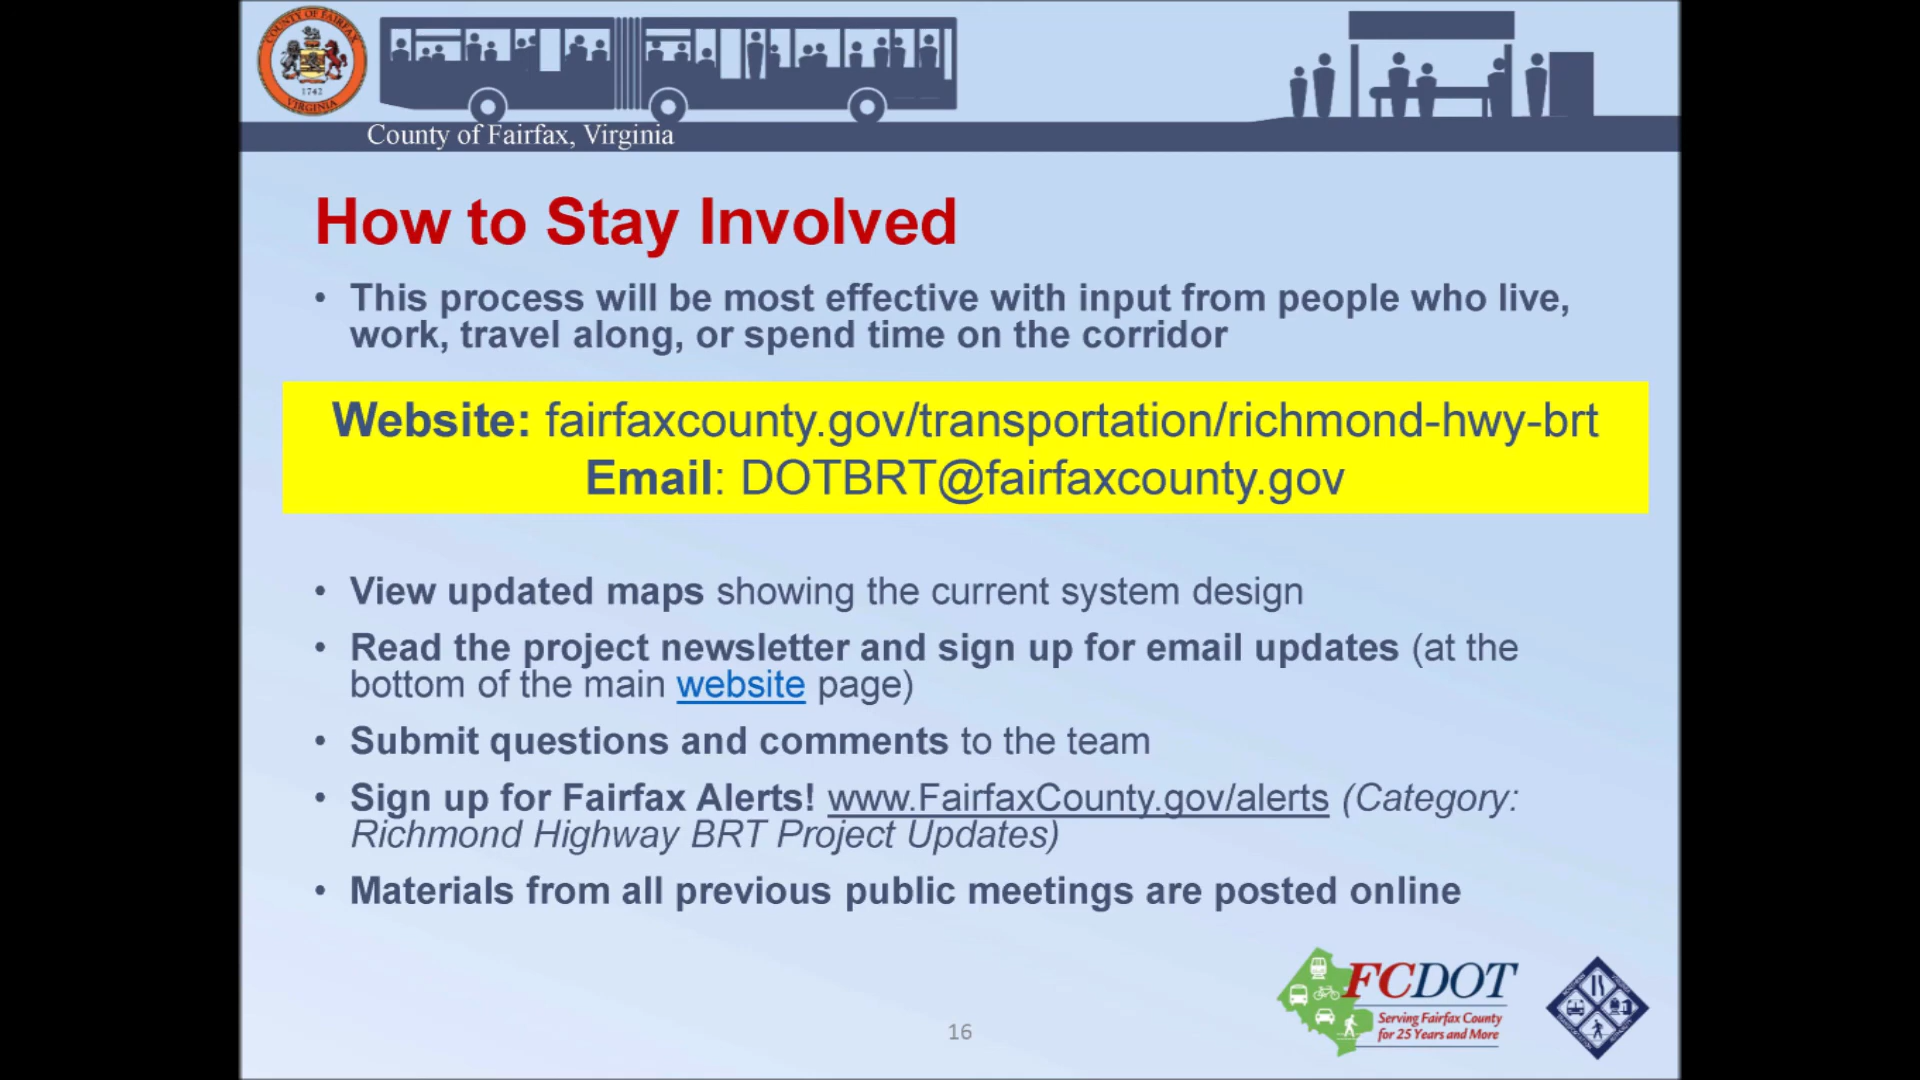 COUNTY OF FAIRFAX
1742
VIRGINIA
County of Fairfax, Virginia
How to Stay Involved
• This process will be most effective with input from people who live,
work, travel along, or spend time on the corridor
Website: fairfaxcounty.gov/transportation/richmond-hwy-brt
Email: DOTBRT@fairfaxcounty.gov
• View updated maps showing the current system design
• Read the project newsletter and sign up for email updates (at the
bottom of the main website page)
• Submit questions and comments to the team
• Sign up for Fairfax Alerts! www.FairfaxCounty.gov/alerts (Category:
Richmond Highway BRT Project Updates)
• Materials from all previous public meetings are posted online
FCDOT
Serving Fairfax County
for 25 Years and More
16